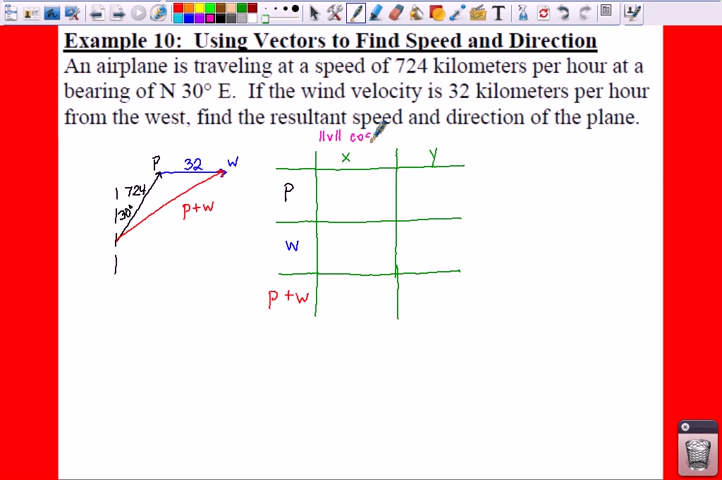 Example 10: Using Vectors to Find Speed and Direction
An airplane is traveling at a speed of 724 kilometers per hour at a
bearing of N 30° E. If the wind velocity is 32 kilometers per hour
from the west, find the resultant speed and direction of the plane.
||v|| cos
P 32 W
x y
724
30°
P+W
P
W
P+W